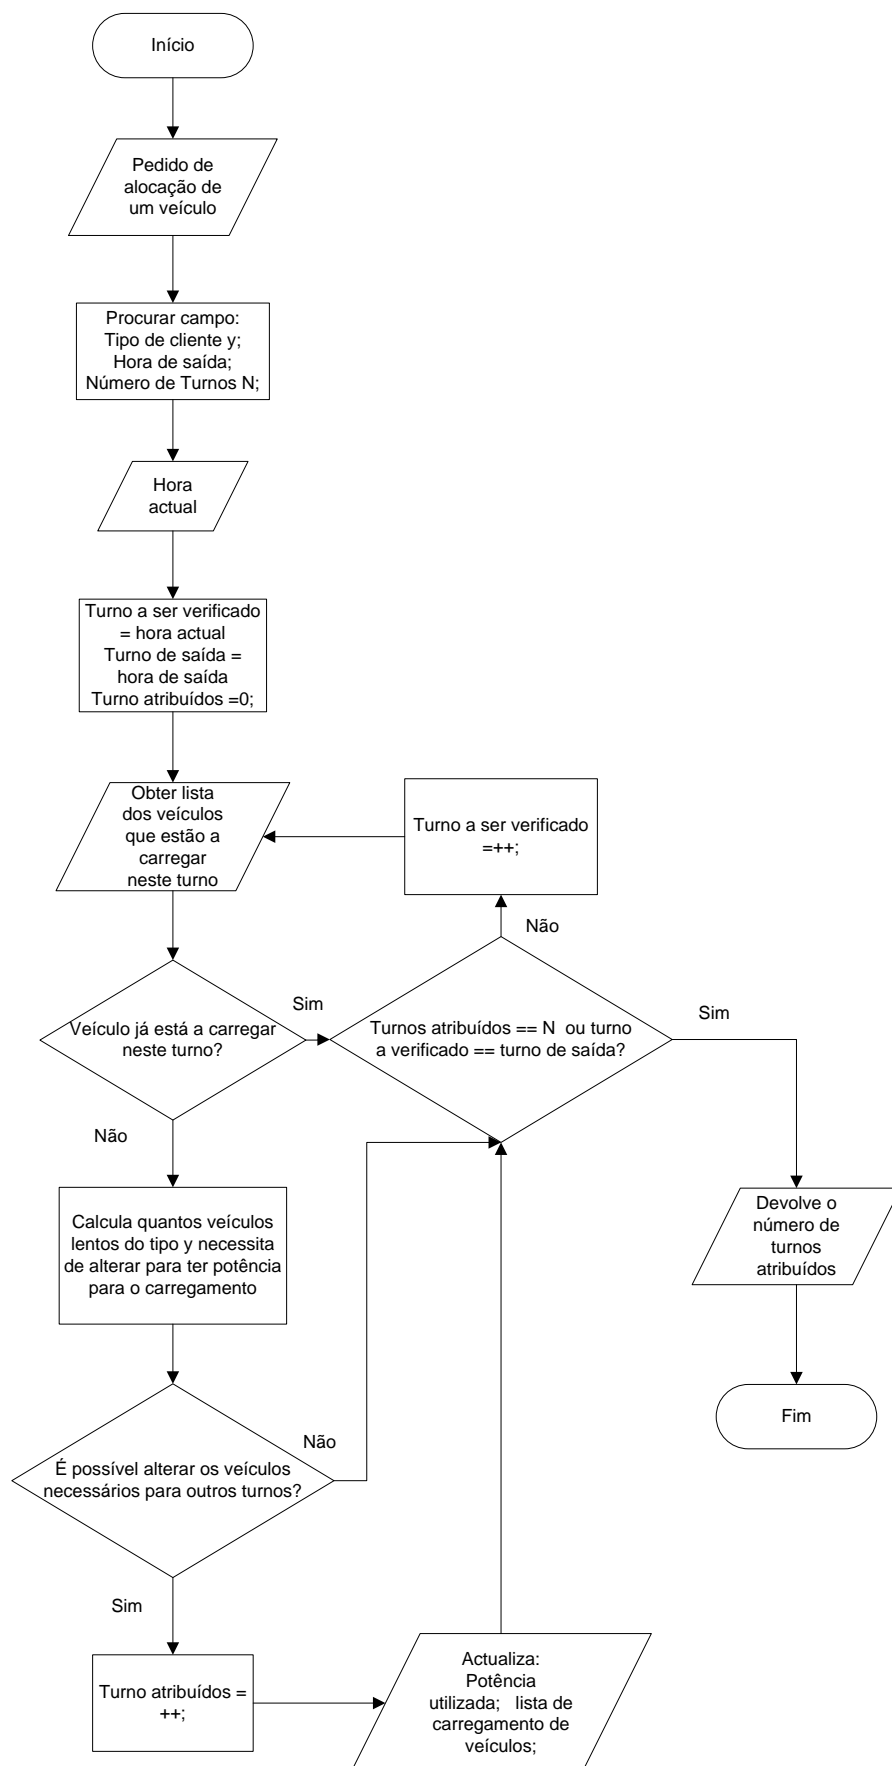 Início
Pedido de
alocação de
um veículo
Procurar campo:
Tipo de cliente y;
Hora de saída;
Número de Turnos N;
Hora
actual
Turno a ser verificado
= hora actual
Turno de saída =
hora de saída
Turno atribuídos =0;
Obter lista
dos veículos
que estão a
carregar
neste turno
Turno a ser verificado
=++;
Não
Veículo já está a carregar
neste turno?
Sim
Turnos atribuídos == N ou turno
a verificado == turno de saída?
Sim
Não
Calcula quantos veículos
lentos do tipo y necessita
de alterar para ter potência
para o carregamento
Devolve o
número de
turnos
atribuídos
Fim
É possível alterar os veículos
necessários para outros turnos?
Não
Sim
Turno atribuídos =
++;
Actualiza:
Potência
utilizada; lista de
carregamento de
veículos;